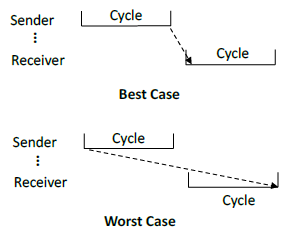 Sender
Cycle
⋮
Receiver
Cycle
Best Case
Sender
Cycle
⋮
Receiver
Cycle
Worst Case